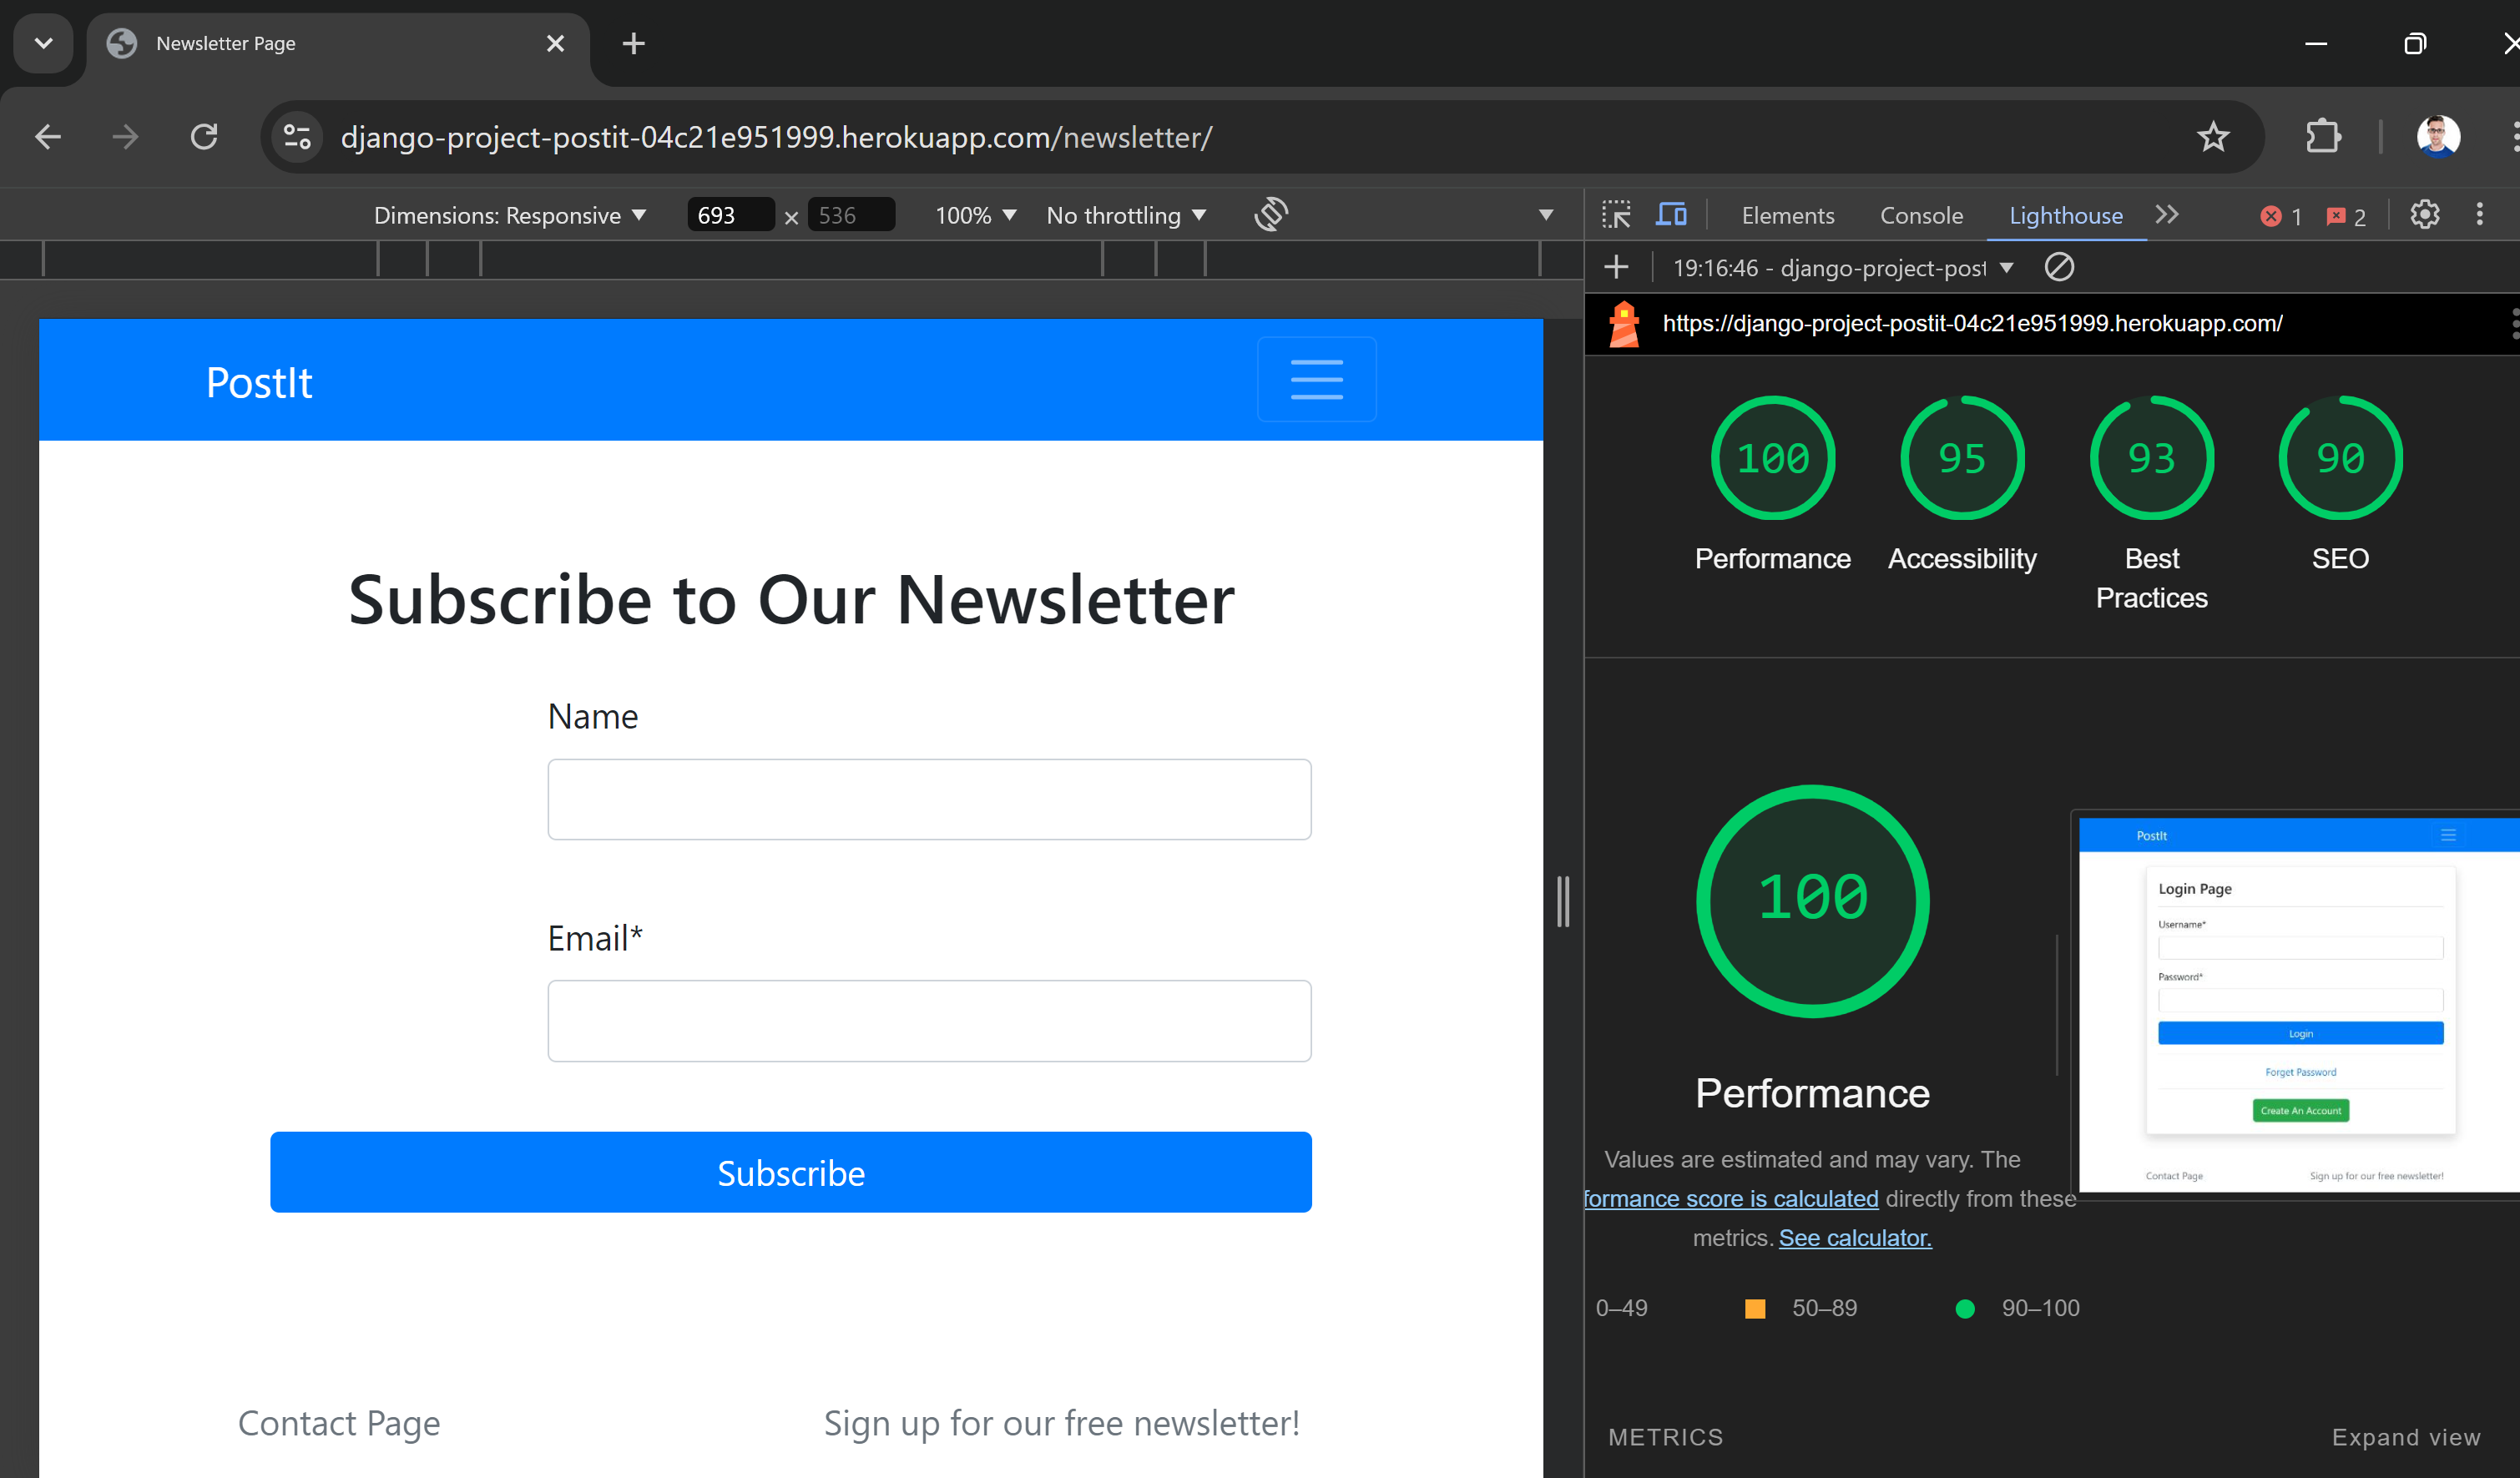 Newsletter Page
django-project-postit-04c21e951999.herokuapp.com/newsletter/
Dimensions: Responsive 693 × 536 100% No throttling
Elements Console Lighthouse 1 2
19:16:46 - django-project-post
https://django-project-postit-04c21e951999.herokuapp.com/
PostIt
Subscribe to Our Newsletter
Name
Email*
Subscribe
Contact Page Sign up for our free newsletter!
100 95 93 90
Performance Accessibility Best Practices SEO
100
Performance
Values are estimated and may vary. The
formance score is calculated directly from these
metrics. See calculator.
0–49 50–89 90–100
METRICS Expand view
PostIt
Login Page
Username*
Password*
Login
Forget Password
Create An Account
Contact Page Sign up for our free newsletter!